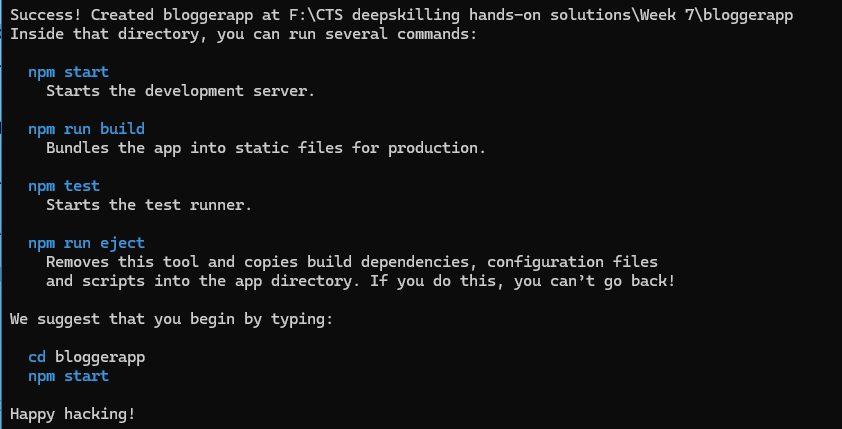 Success! Created bloggerapp at F:\CTS deepskilling hands-on solutions\Week 7\bloggerapp
Inside that directory, you can run several commands:
npm start
Starts the development server.
npm run build
Bundles the app into static files for production.
npm test
Starts the test runner.
npm run eject
Removes this tool and copies build dependencies, configuration files
and scripts into the app directory. If you do this, you can’t go back!
We suggest that you begin by typing:
cd bloggerapp
npm start
Happy hacking!